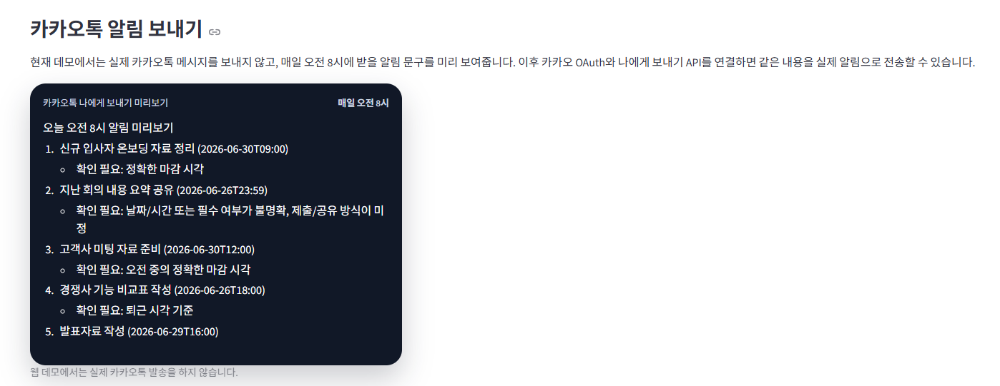 카카오톡 알림 보내기
현재 데모에서는 실제 카카오톡 메시지를 보내지 않고, 매일 오전 8시에 받을 알림 문구를 미리 보여줍니다. 이후 카카오 OAuth와 나에게 보내기 API를 연결하면 같은 내용을 실제 알림으로 전송할 수 있습니다.
카카오톡 나에게 보내기 미리보기 매일 오전 8시
오늘 오전 8시 알림 미리보기
1. 신규 입사자 온보딩 자료 정리 (2026-06-30T09:00)
◦ 확인 필요: 정확한 마감 시각
2. 지난 회의 내용 요약 공유 (2026-06-26T23:59)
◦ 확인 필요: 날짜/시간 또는 필수 여부가 불명확, 제출/공유 방식이 미
정
3. 고객사 미팅 자료 준비 (2026-06-30T12:00)
◦ 확인 필요: 오전 중의 정확한 마감 시각
4. 경쟁사 기능 비교표 작성 (2026-06-26T18:00)
◦ 확인 필요: 퇴근 시각 기준
5. 발표자료 작성 (2026-06-29T16:00)
웹 데모에서는 실제 카카오톡 발송을 하지 않습니다.